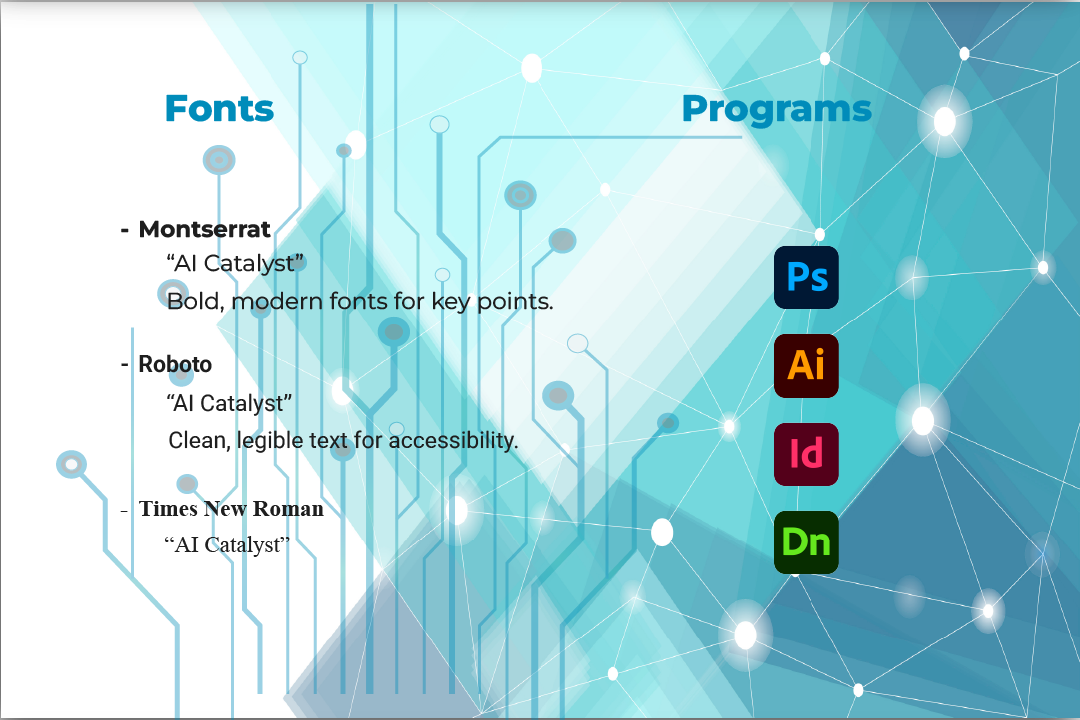 Fonts
- Montserrat
“AI Catalyst”
Bold, modern fonts for key points.
- Roboto
“AI Catalyst”
Clean, legible text for accessibility.
- Times New Roman
“AI Catalyst”
Programs
Ps
Ai
Id
Dn